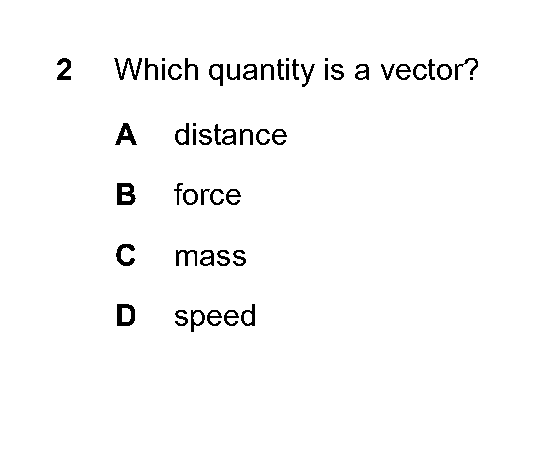 2 Which quantity is a vector?
A distance
B force
C mass
D speed